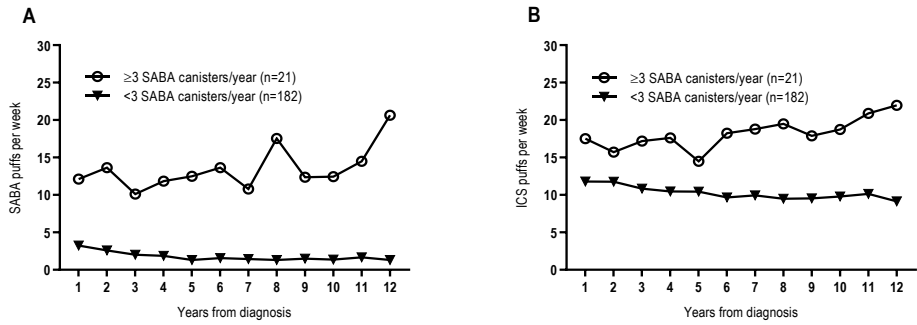 A
30
25
20
15
10
5
0
SABA puffs per week
≥3 SABA canisters/year (n=21)
<3 SABA canisters/year (n=182)
1 2 3 4 5 6 7 8 9 10 11 12
Years from diagnosis
B
30
25
20
15
10
5
0
ICS puffs per week
≥3 SABA canisters/year (n=21)
<3 SABA canisters/year (n=182)
1 2 3 4 5 6 7 8 9 10 11 12
Years from diagnosis